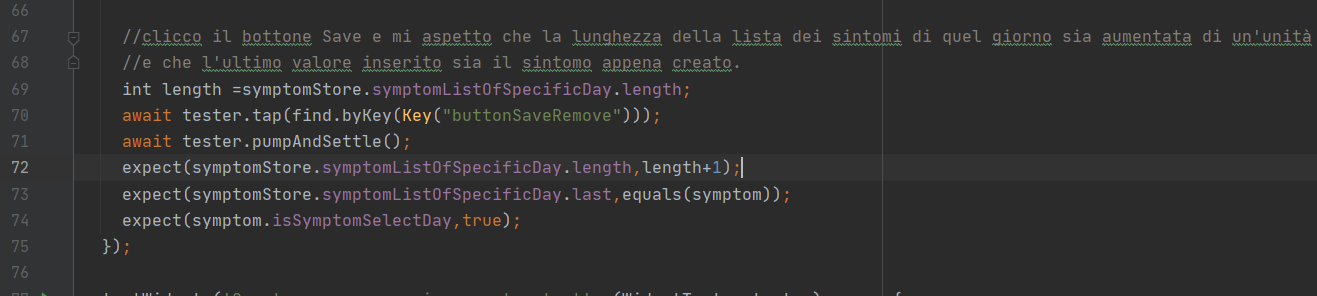 66
67 //clicco il bottone Save e mi aspetto che la lunghezza della lista dei sintomi di quel giorno sia aumentata di un'unità
68 //e che l'ultimo valore inserito sia il sintomo appena creato.
69 int length =symptomStore.symptomListOfSpecificDay.length;
70 await tester.tap(find.byKey(Key("buttonSaveRemove")));
71 await tester.pumpAndSettle();
72 expect(symptomStore.symptomListOfSpecificDay.length,length+1);
73 expect(symptomStore.symptomListOfSpecificDay.last,equals(symptom));
74 expect(symptom.isSymptomSelectDay,true);
75 });
76